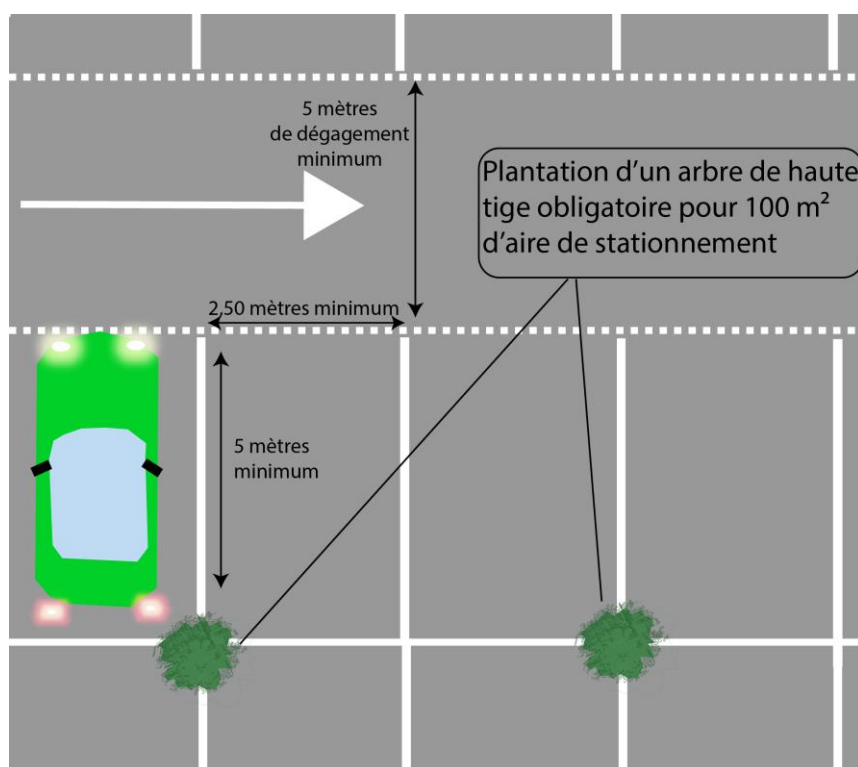 5 mètres
de dégagement
minimum
Plantation d’un arbre de haute
tige obligatoire pour 100 m²
d’aire de stationnement
2,50 mètres minimum
5 mètres
minimum